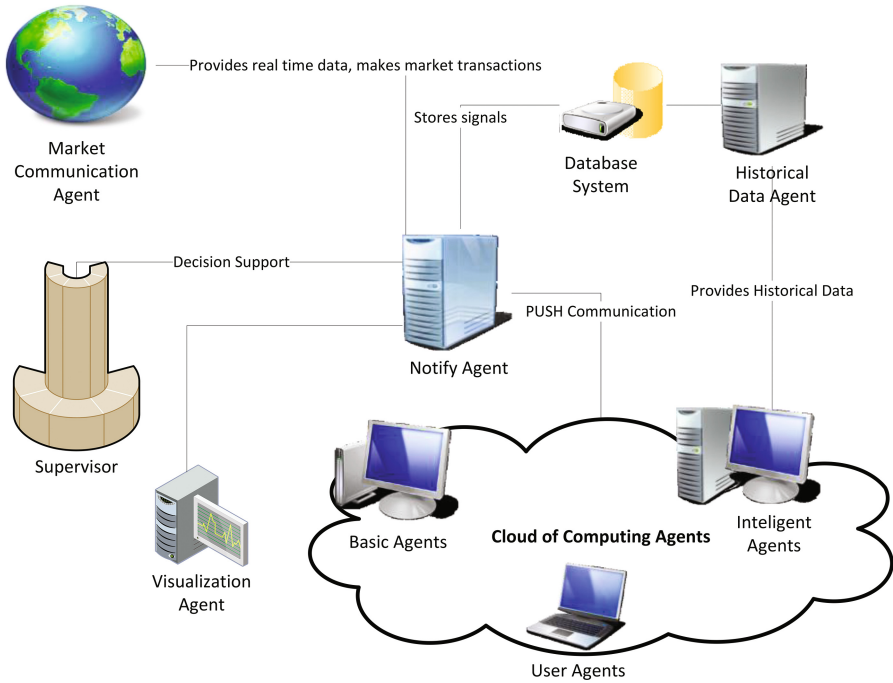 Provides real time data, makes market transactions
Market
Communication
Agent
Stores signals
Database
System
Historical
Data Agent
Decision Support
Provides Historical Data
PUSH Communication
Notify Agent
Supervisor
Visualization
Agent
Basic Agents
Cloud of Computing Agents
Inteligent
Agents
User Agents